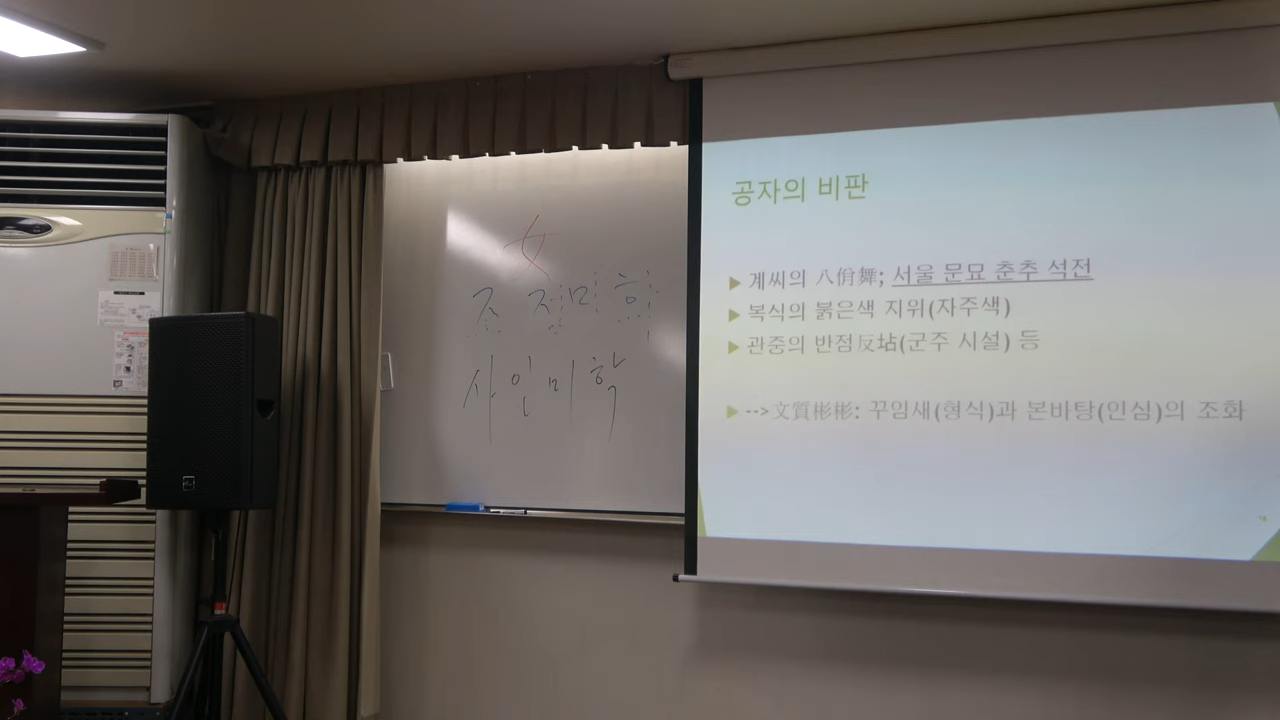 女
조 점미희
사인미학
공자의 비판
계씨의 八佾舞; 서울 문묘 춘추 석전
복식의 붉은색 지위(자주색)
관중의 반점反坫(군주 시설) 등
-->文質彬彬: 꾸임새(형식)과 본바탕(인심)의 조화